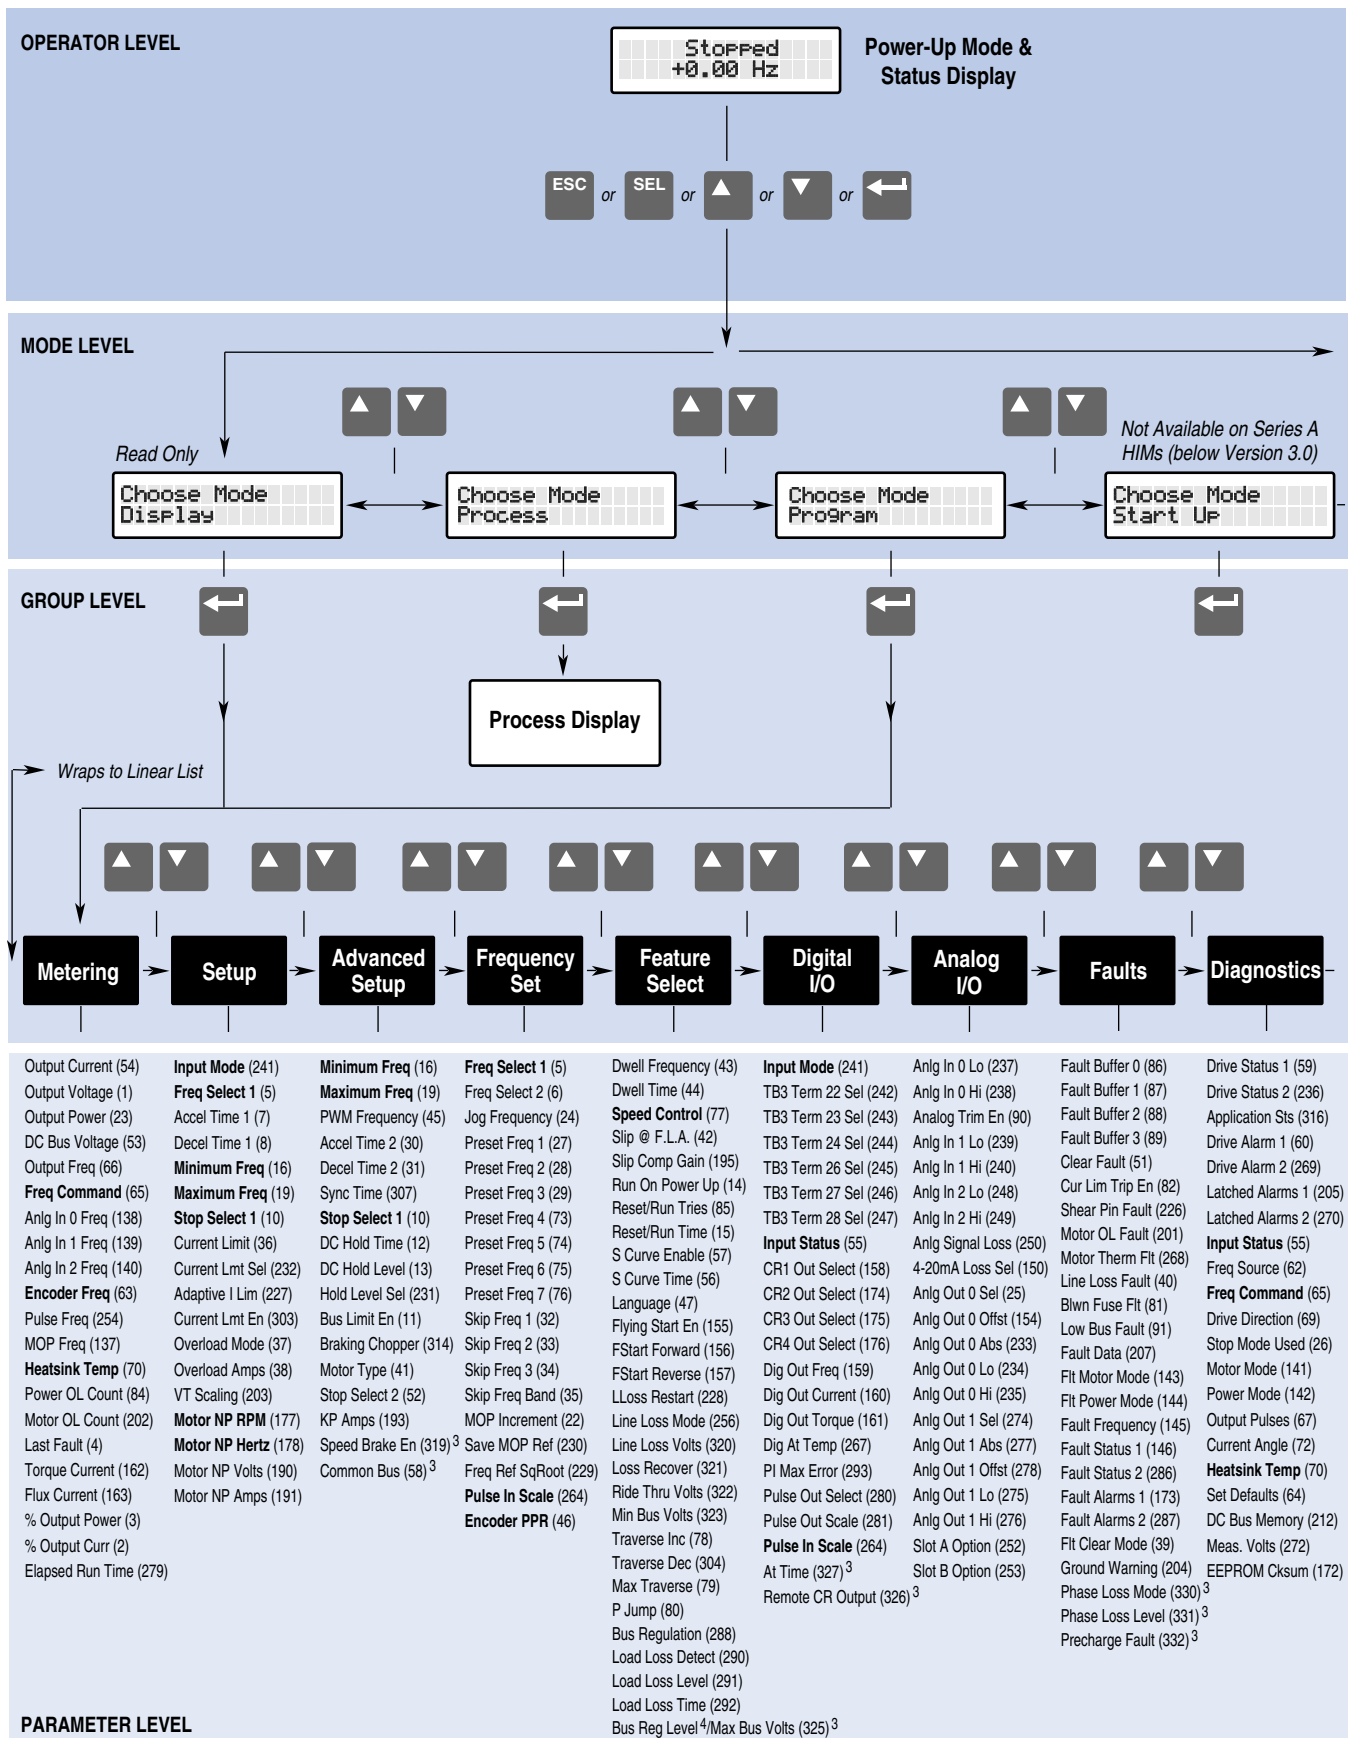 OPERATOR LEVEL
Stopped
+0.00 Hz
Power-Up Mode &
Status Display
ESC or SEL or or or
MODE LEVEL
Read Only
Not Available on Series A
HIMs (below Version 3.0)
Choose Mode
Display
Choose Mode
Process
Choose Mode
Program
Choose Mode
Start Up
GROUP LEVEL
Process Display
Wraps to Linear List
Metering
Setup
Advanced
Setup
Frequency
Set
Feature
Select
Digital
I/O
Analog
I/O
Faults
Diagnostics
Output Current (54)
Output Voltage (1)
Output Power (23)
DC Bus Voltage (53)
Output Freq (66)
Freq Command (65)
Anlg In 0 Freq (138)
Anlg In 1 Freq (139)
Anlg In 2 Freq (140)
Encoder Freq (63)
Pulse Freq (254)
MOP Freq (137)
Heatsink Temp (70)
Power OL Count (84)
Motor OL Count (202)
Last Fault (4)
Torque Current (162)
Flux Current (163)
% Output Power (3)
% Output Curr (2)
Elapsed Run Time (279)
Input Mode (241)
Freq Select 1 (5)
Accel Time 1 (7)
Decel Time 1 (8)
Minimum Freq (16)
Maximum Freq (19)
Stop Select 1 (10)
Current Limit (36)
Current Lmt Sel (232)
Adaptive I Lim (227)
Current Lmt En (303)
Overload Mode (37)
Overload Amps (38)
VT Scaling (203)
Motor NP RPM (177)
Motor NP Hertz (178)
Motor NP Volts (190)
Motor NP Amps (191)
Minimum Freq (16)
Maximum Freq (19)
PWM Frequency (45)
Accel Time 2 (30)
Decel Time 2 (31)
Sync Time (307)
Stop Select 1 (10)
DC Hold Time (12)
DC Hold Level (13)
Hold Level Sel (231)
Bus Limit En (11)
Braking Chopper (314)
Motor Type (41)
Stop Select 2 (52)
KP Amps (193)
Speed Brake En (319) 3
Common Bus (58) 3
Freq Select 1 (5)
Freq Select 2 (6)
Jog Frequency (24)
Preset Freq 1 (27)
Preset Freq 2 (28)
Preset Freq 3 (29)
Preset Freq 4 (73)
Preset Freq 5 (74)
Preset Freq 6 (75)
Preset Freq 7 (76)
Skip Freq 1 (32)
Skip Freq 2 (33)
Skip Freq 3 (34)
Skip Freq Band (35)
MOP Increment (22)
Save MOP Ref (230)
Freq Ref SqRoot (229)
Pulse In Scale (264)
Encoder PPR (46)
Dwell Frequency (43)
Dwell Time (44)
Speed Control (77)
Slip @ F.L.A. (42)
Slip Comp Gain (195)
Run On Power Up (14)
Reset/Run Tries (85)
Reset/Run Time (15)
S Curve Enable (57)
S Curve Time (56)
Language (47)
Flying Start En (155)
FStart Forward (156)
FStart Reverse (157)
LLoss Restart (228)
Line Loss Mode (256)
Line Loss Volts (320)
Loss Recover (321)
Ride Thru Volts (322)
Min Bus Volts (323)
Traverse Inc (78)
Traverse Dec (304)
Max Traverse (79)
P Jump (80)
Bus Regulation (288)
Load Loss Detect (290)
Load Loss Level (291)
Load Loss Time (292)
Bus Reg Level 4/Max Bus Volts (325) 3
Input Mode (241)
TB3 Term 22 Sel (242)
TB3 Term 23 Sel (243)
TB3 Term 24 Sel (244)
TB3 Term 26 Sel (245)
TB3 Term 27 Sel (246)
TB3 Term 28 Sel (247)
Input Status (55)
CR1 Out Select (158)
CR2 Out Select (174)
CR3 Out Select (175)
CR4 Out Select (176)
Dig Out Freq (159)
Dig Out Current (160)
Dig Out Torque (161)
Dig At Temp (267)
PI Max Error (293)
Pulse Out Select (280)
Pulse Out Scale (281)
Pulse In Scale (264)
At Time (327) 3
Remote CR Output (326) 3
Anlg In 0 Lo (237)
Anlg In 0 Hi (238)
Analog Trim En (90)
Anlg In 1 Lo (239)
Anlg In 1 Hi (240)
Anlg In 2 Lo (248)
Anlg In 2 Hi (249)
Anlg Signal Loss (250)
4-20mA Loss Sel (150)
Anlg Out 0 Sel (25)
Anlg Out 0 Offst (154)
Anlg Out 0 Abs (233)
Anlg Out 0 Lo (234)
Anlg Out 0 Hi (235)
Anlg Out 1 Sel (274)
Anlg Out 1 Abs (277)
Anlg Out 1 Offst (278)
Anlg Out 1 Lo (275)
Anlg Out 1 Hi (276)
Slot A Option (252)
Slot B Option (253)
Fault Buffer 0 (86)
Fault Buffer 1 (87)
Fault Buffer 2 (88)
Fault Buffer 3 (89)
Clear Fault (51)
Cur Lim Trip En (82)
Shear Pin Fault (226)
Motor OL Fault (201)
Motor Therm Flt (268)
Line Loss Fault (40)
Blwn Fuse Flt (81)
Low Bus Fault (91)
Fault Data (207)
Flt Motor Mode (143)
Flt Power Mode (144)
Fault Frequency (145)
Fault Status 1 (146)
Fault Status 2 (286)
Fault Alarms 1 (173)
Fault Alarms 2 (287)
Flt Clear Mode (39)
Ground Warning (204)
Phase Loss Mode (330) 3
Phase Loss Level (331) 3
Precharge Fault (332) 3
Drive Status 1 (59)
Drive Status 2 (236)
Application Sts (316)
Drive Alarm 1 (60)
Drive Alarm 2 (269)
Latched Alarms 1 (205)
Latched Alarms 2 (270)
Input Status (55)
Freq Source (62)
Freq Command (65)
Drive Direction (69)
Stop Mode Used (26)
Motor Mode (141)
Power Mode (142)
Output Pulses (67)
Current Angle (72)
Heatsink Temp (70)
Set Defaults (64)
DC Bus Memory (212)
Meas. Volts (272)
EEPROM Cksum (172)
PARAMETER LEVEL